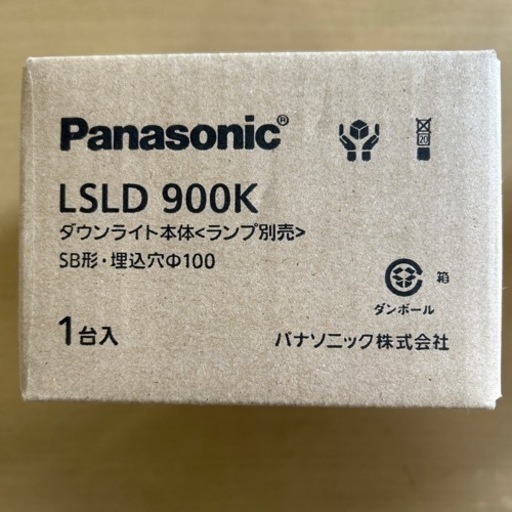 Panasonic®
20
LSLD 900K
ダウンライト本体<ランプ別売>
SB形・埋込穴Φ100
箱
ダンボール
1台入
パナソニック株式会社